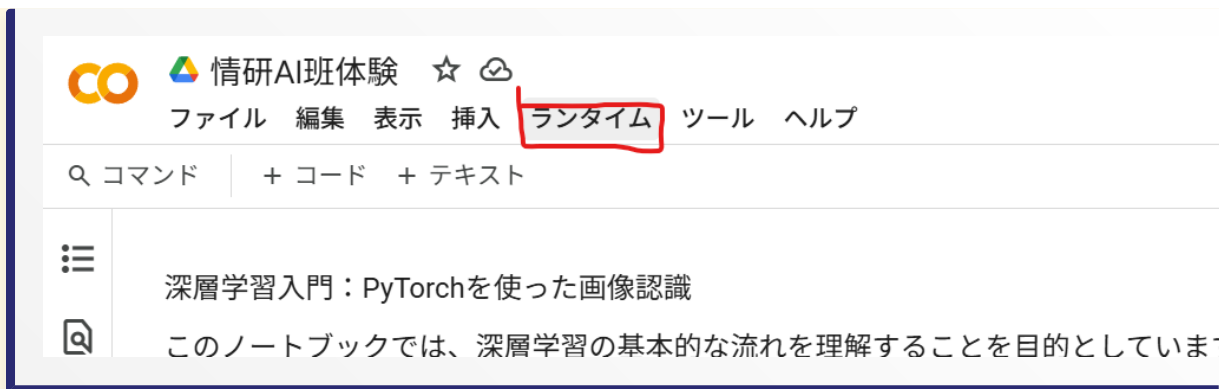 情研AI班体験
ファイル 編集 表示 挿入 ランタイム ツール ヘルプ
コマンド + コード + テキスト
深層学習入門：PyTorchを使った画像認識
このノートブックでは、深層学習の基本的な流れを理解することを目的としていま